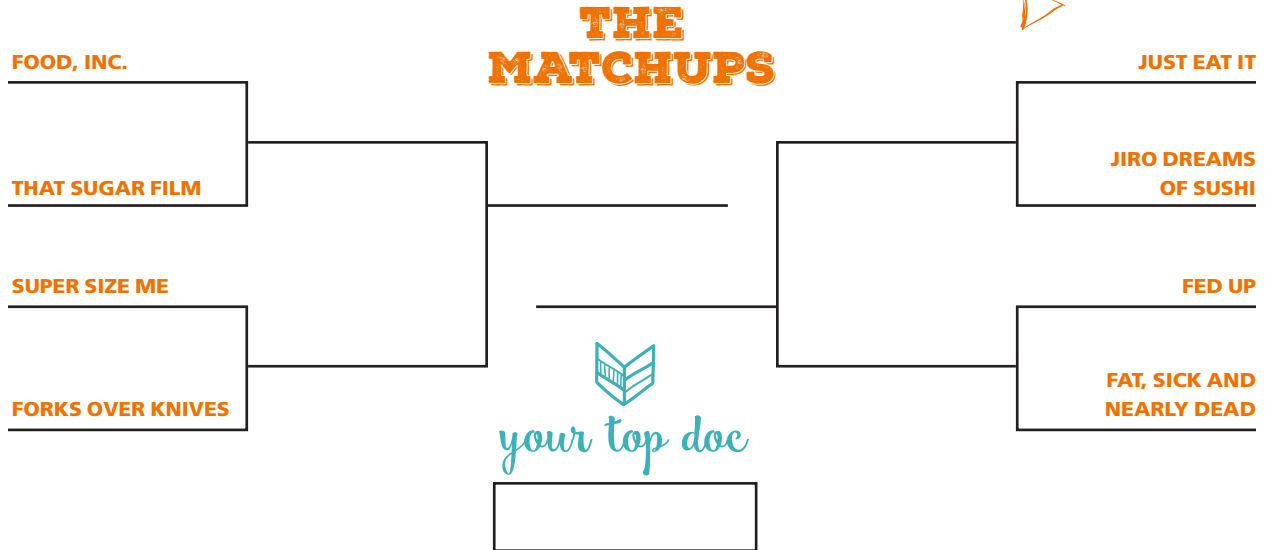 THE
MATCHUPS
FOOD, INC.
THAT SUGAR FILM
SUPER SIZE ME
FORKS OVER KNIVES
JUST EAT IT
JIRO DREAMS
OF SUSHI
FED UP
FAT, SICK AND
NEARLY DEAD
your top doc